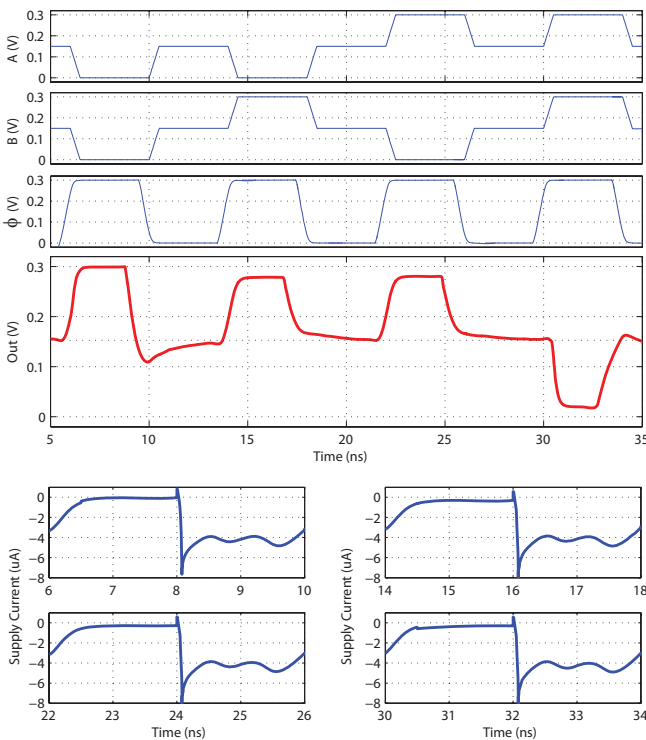 0.3
0.2
0.1
0
A (V)
0.3
0.2
0.1
0
B (V)
0.3
0.2
0.1
0
ϕ (V)
0.3
0.2
0.1
0
Out (V)
5 10 15 20 25 30 35
Time (ns)
0
−2
−4
−6
−8
6 7 8 9 10
0
−2
−4
−6
−8
14 15 16 17 18
Supply Current (uA)
Supply Current (uA)
0
−2
−4
−6
−8
22 23 24 25 26
Time (ns)
0
−2
−4
−6
−8
30 31 32 33 34
Time (ns)